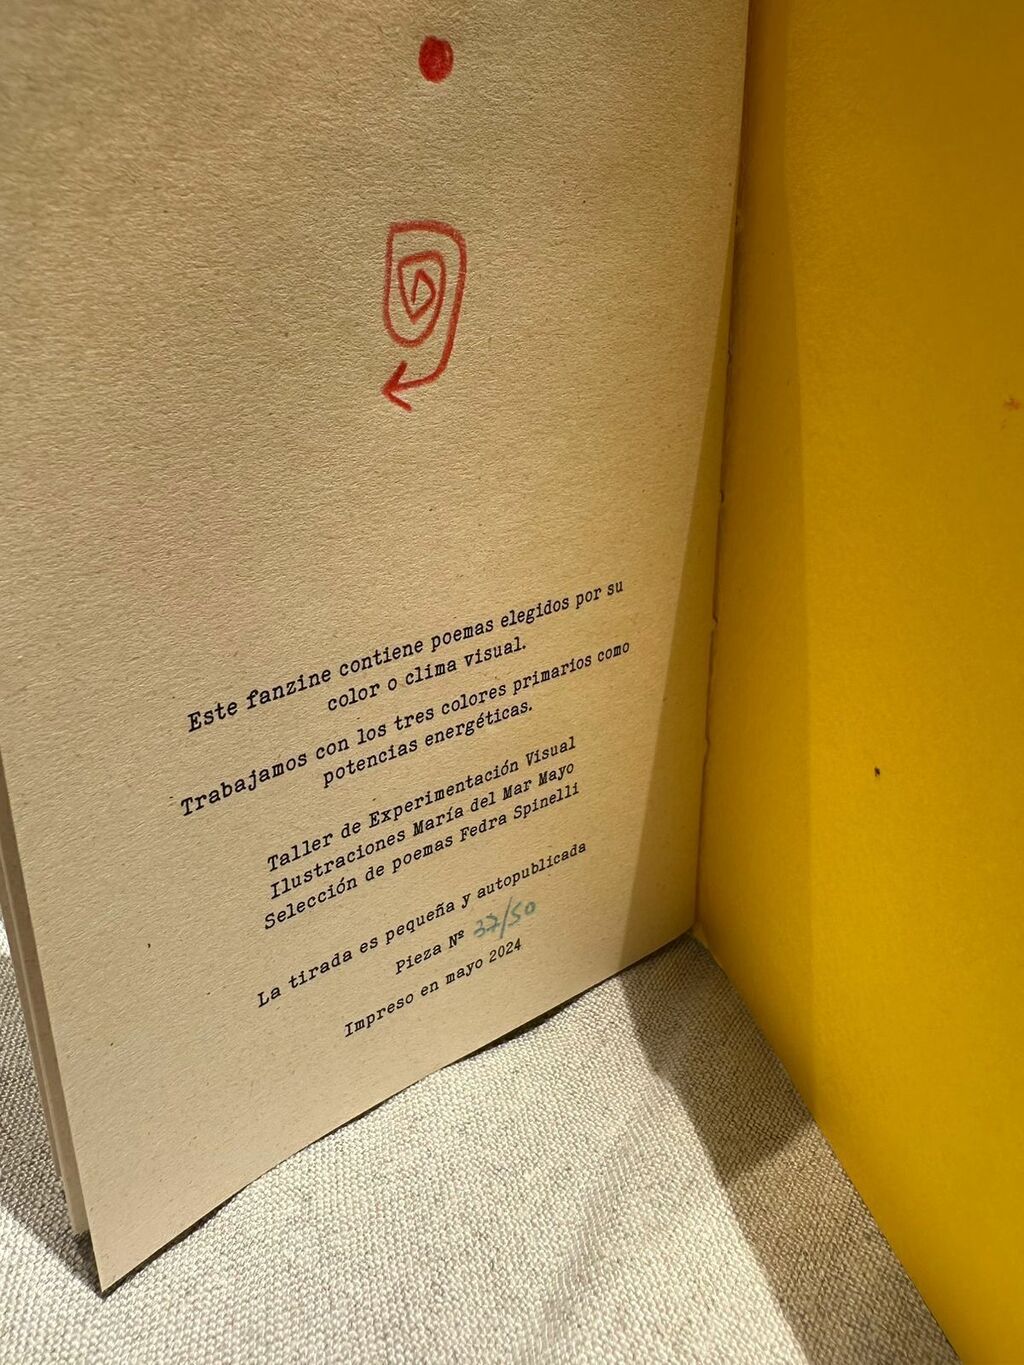 Este fanzine contiene poemas elegidos por su
color o clima visual.
Trabajamos con los tres colores primarios como
potencias energéticas.
Taller de Experimentación Visual
Ilustraciones María del Mar Mayo
Selección de poemas Fedra Spinelli
La tirada es pequeña y autopublicada
Pieza Nº 37/50
Impreso en mayo 2024